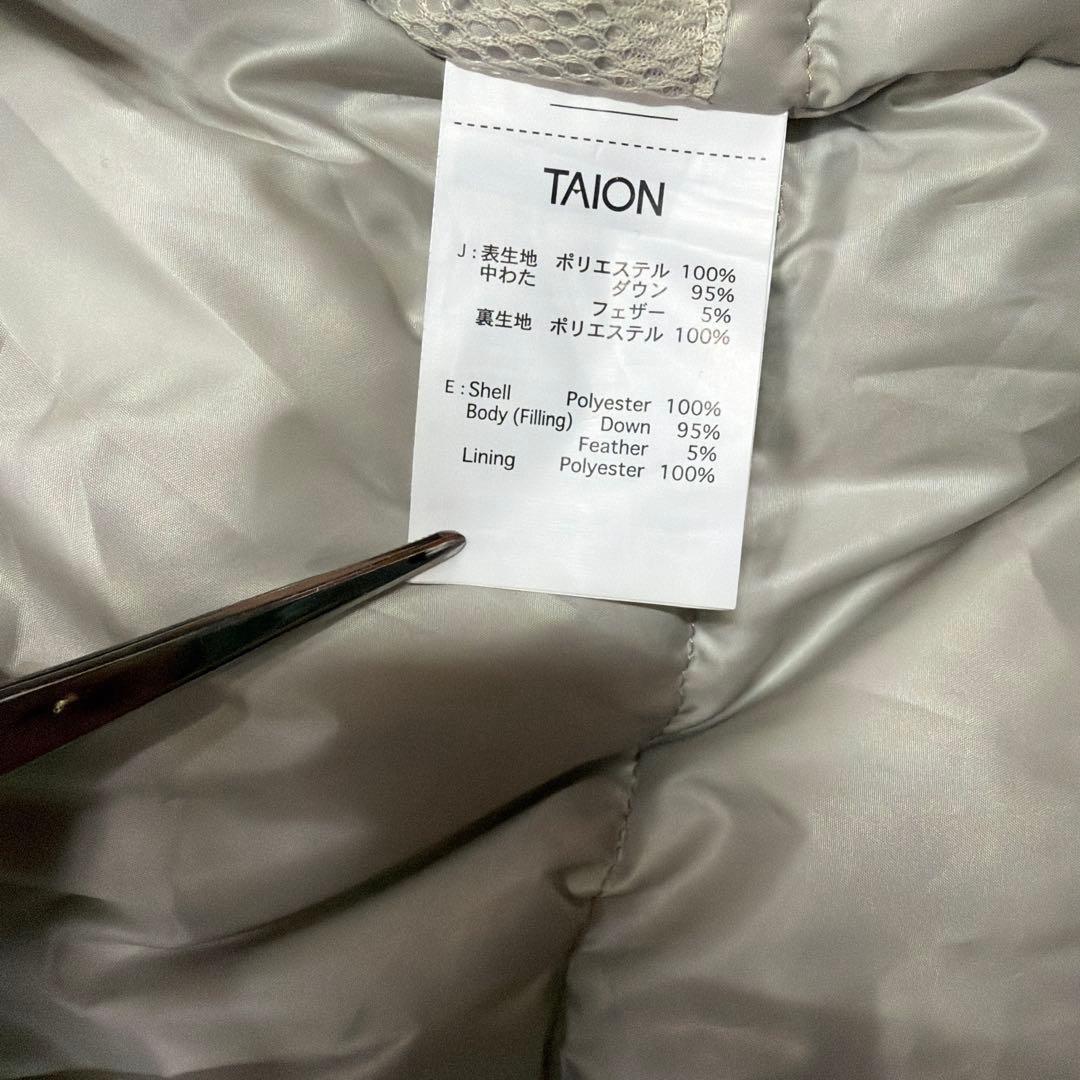 TAION
J : 表生地 ポリエステル 100%
中わた ダウン 95%
フェザー 5%
裏生地 ポリエステル 100%
E : Shell Polyester 100%
Body (Filling) Down 95%
Feather 5%
Lining Polyester 100%